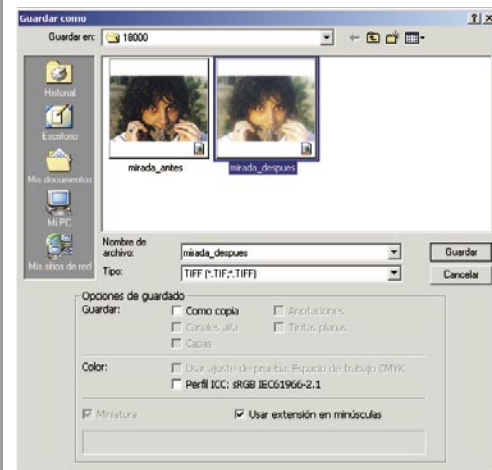 Guardar como
Guardar en: 18000
Historial
Escritorio
Mis documentos
Mi PC
Mis sitios de red
mirada_antes mirada_despues
Nombre de archivo: mirada_despues Guardar
Tipo: TIFF (*.TIF;*.TIFF) Cancelar
Opciones de guardado
Guardar: Como copia Anotaciones
Canales alfa Tintas planas
Capas
Color: Usar ajuste de prueba: Espacio de trabajo CMYK
Perfil ICC: sRGB IEC61966-2.1
Miniatura Usar extensión en minúsculas